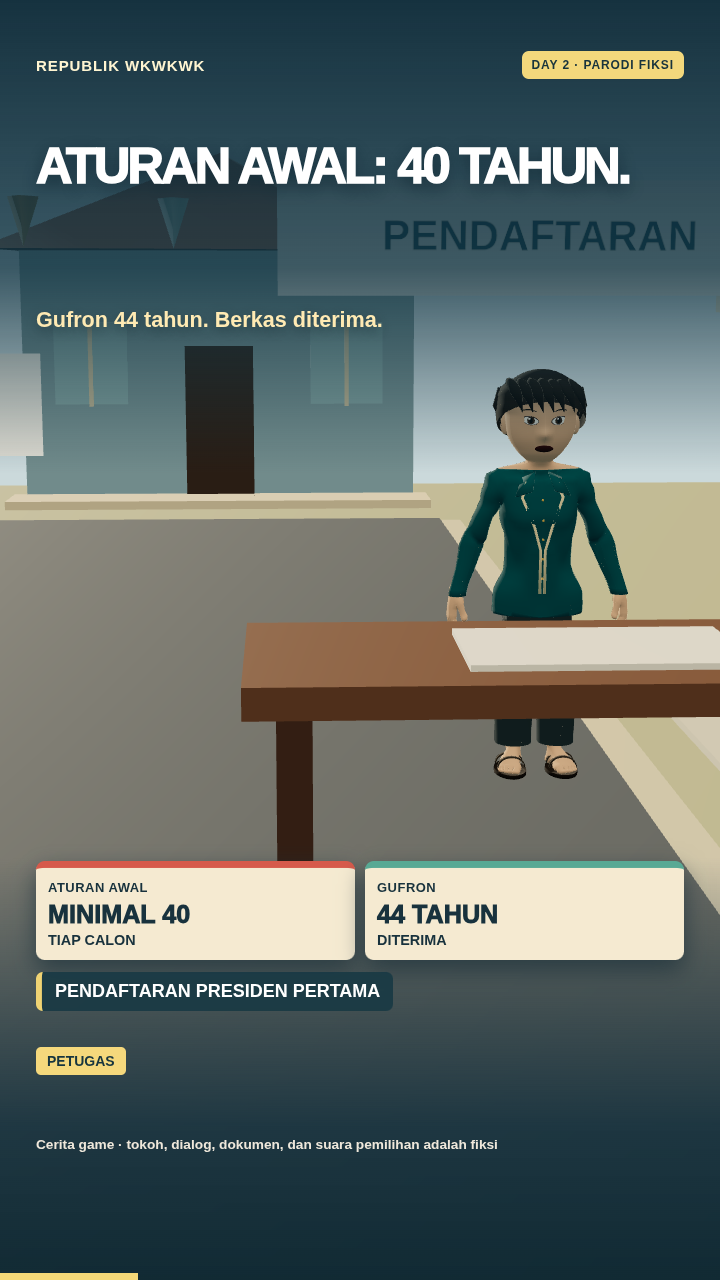 REPUBLIK WKWKWK
DAY 2 · PARODI FIKSI
ATURAN AWAL: 40 TAHUN.
PENDAFTARAN
Gufron 44 tahun. Berkas diterima.
ATURAN AWAL
MINIMAL 40
TIAP CALON
GUFRON
44 TAHUN
DITERIMA
PENDAFTARAN PRESIDEN PERTAMA
PETUGAS
Cerita game · tokoh, dialog, dokumen, dan suara pemilihan adalah fiksi